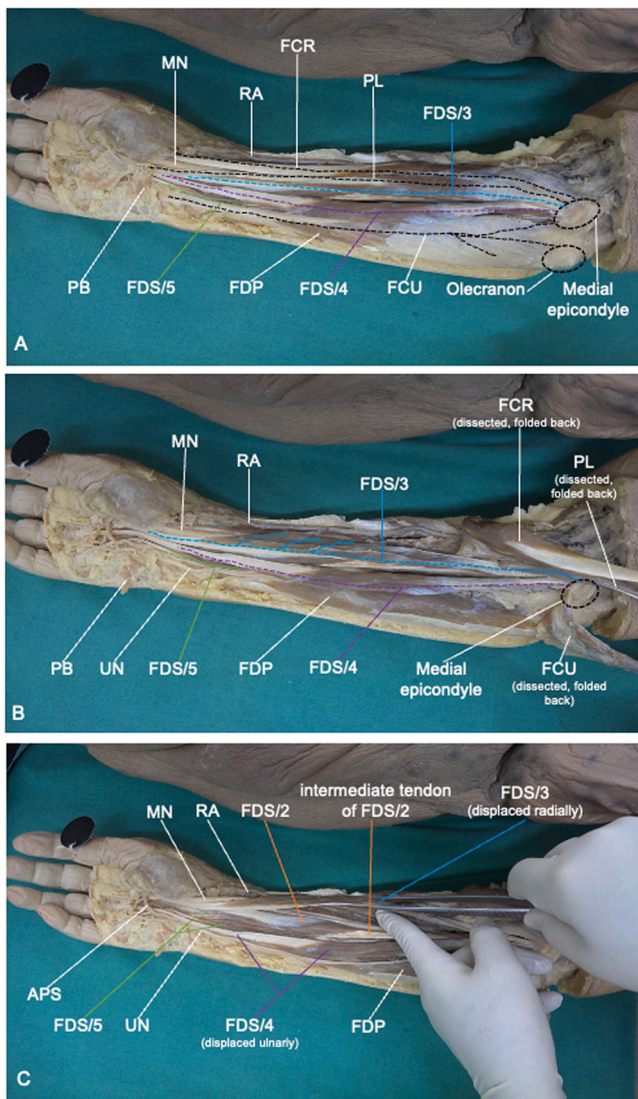 MN
FCR
RA
PL
FDS/3
PB
FDS/5
FDP
FDS/4
FCU
Olecranon
Medial
epicondyle
A
MN
RA
FDS/3
FCR
(dissected, folded back)
PL
(dissected,
folded back)
PB
UN
FDS/5
FDP
FDS/4
Medial
epicondyle
FCU
(dissected, folded
back)
B
MN
RA
FDS/2
intermediate tendon
of FDS/2
FDS/3
(displaced radially)
APS
FDS/5
UN
FDS/4
(displaced ulnarly)
FDP
C